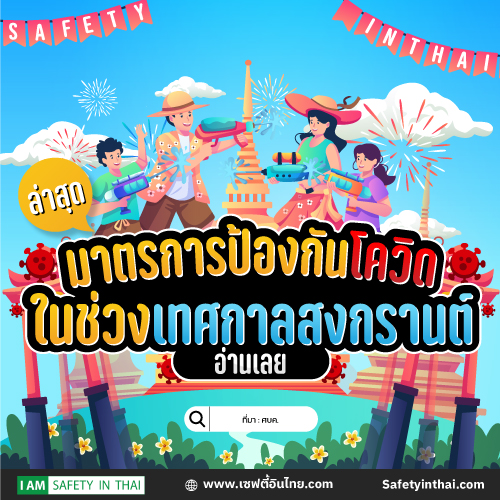 SAFETY INTHAI
ล่าสุด
มาตรการป้องกันโควิด
ในช่วงเทศกาลสงกรานต์
อ่านเลย
ที่มา : ศบค.
I AM SAFETY IN THAI www.เซฟตี้อินไทย.com Safetyinthai.com